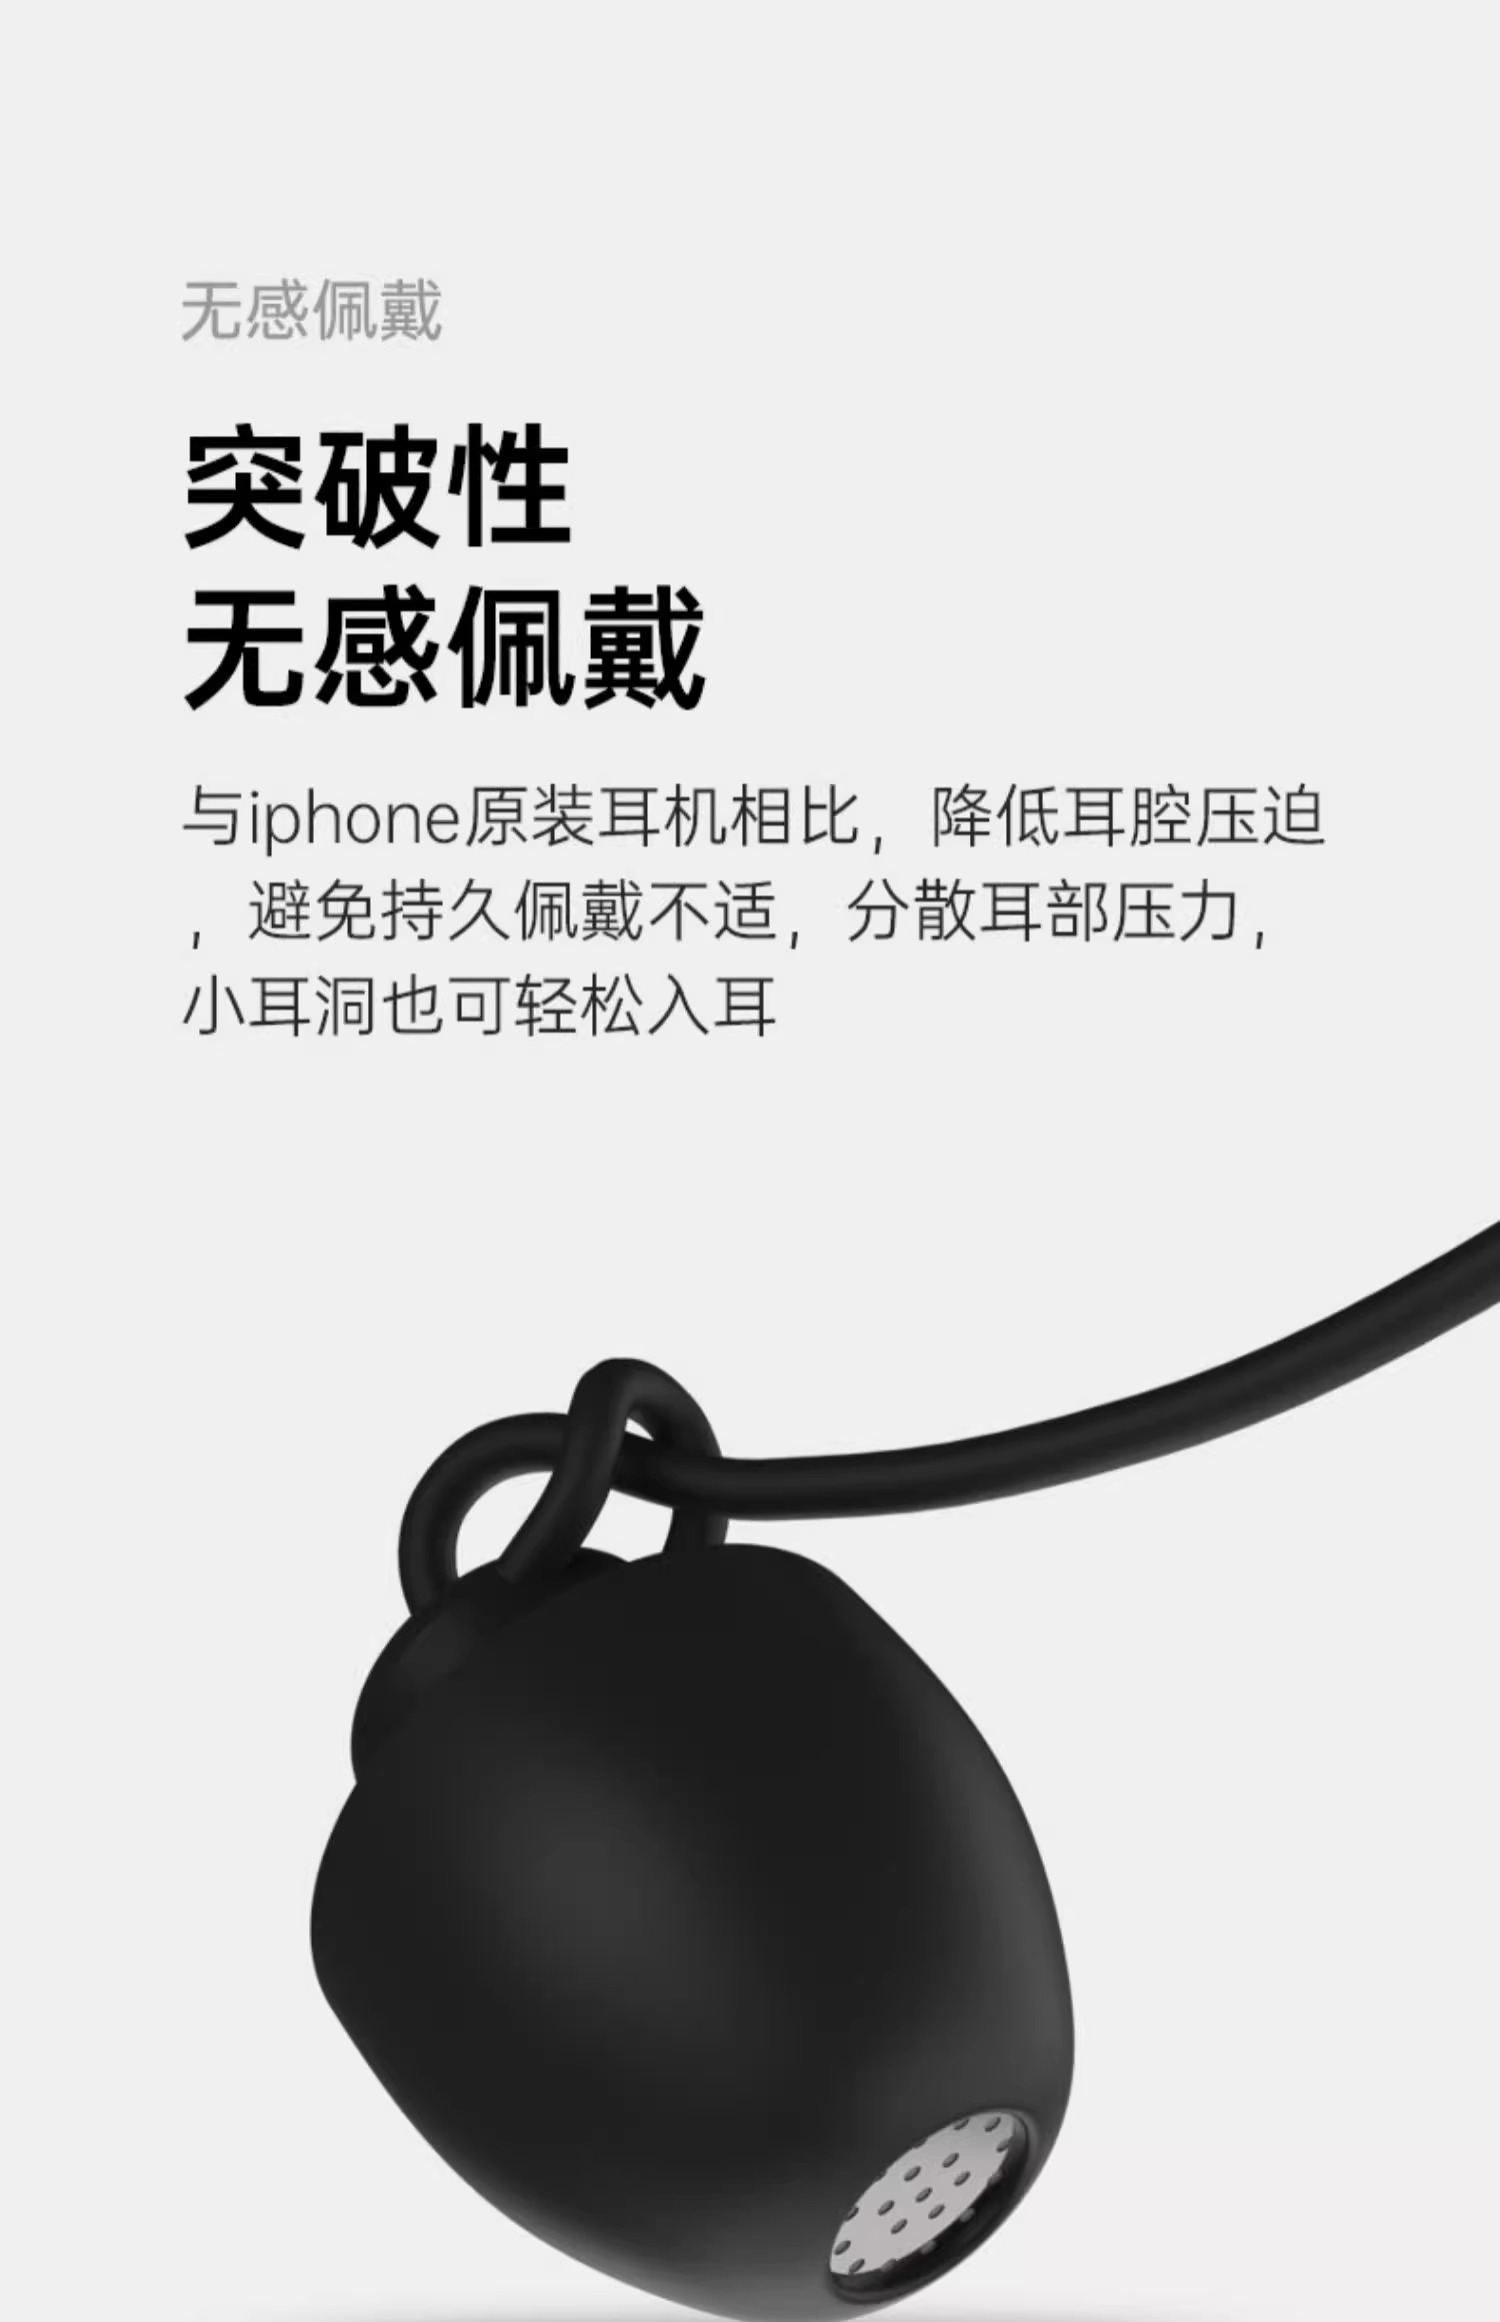 无感佩戴
突破性
无感佩戴
与iphone原装耳机相比，降低耳腔压迫
，避免持久佩戴不适，分散耳部压力，
小耳洞也可轻松入耳